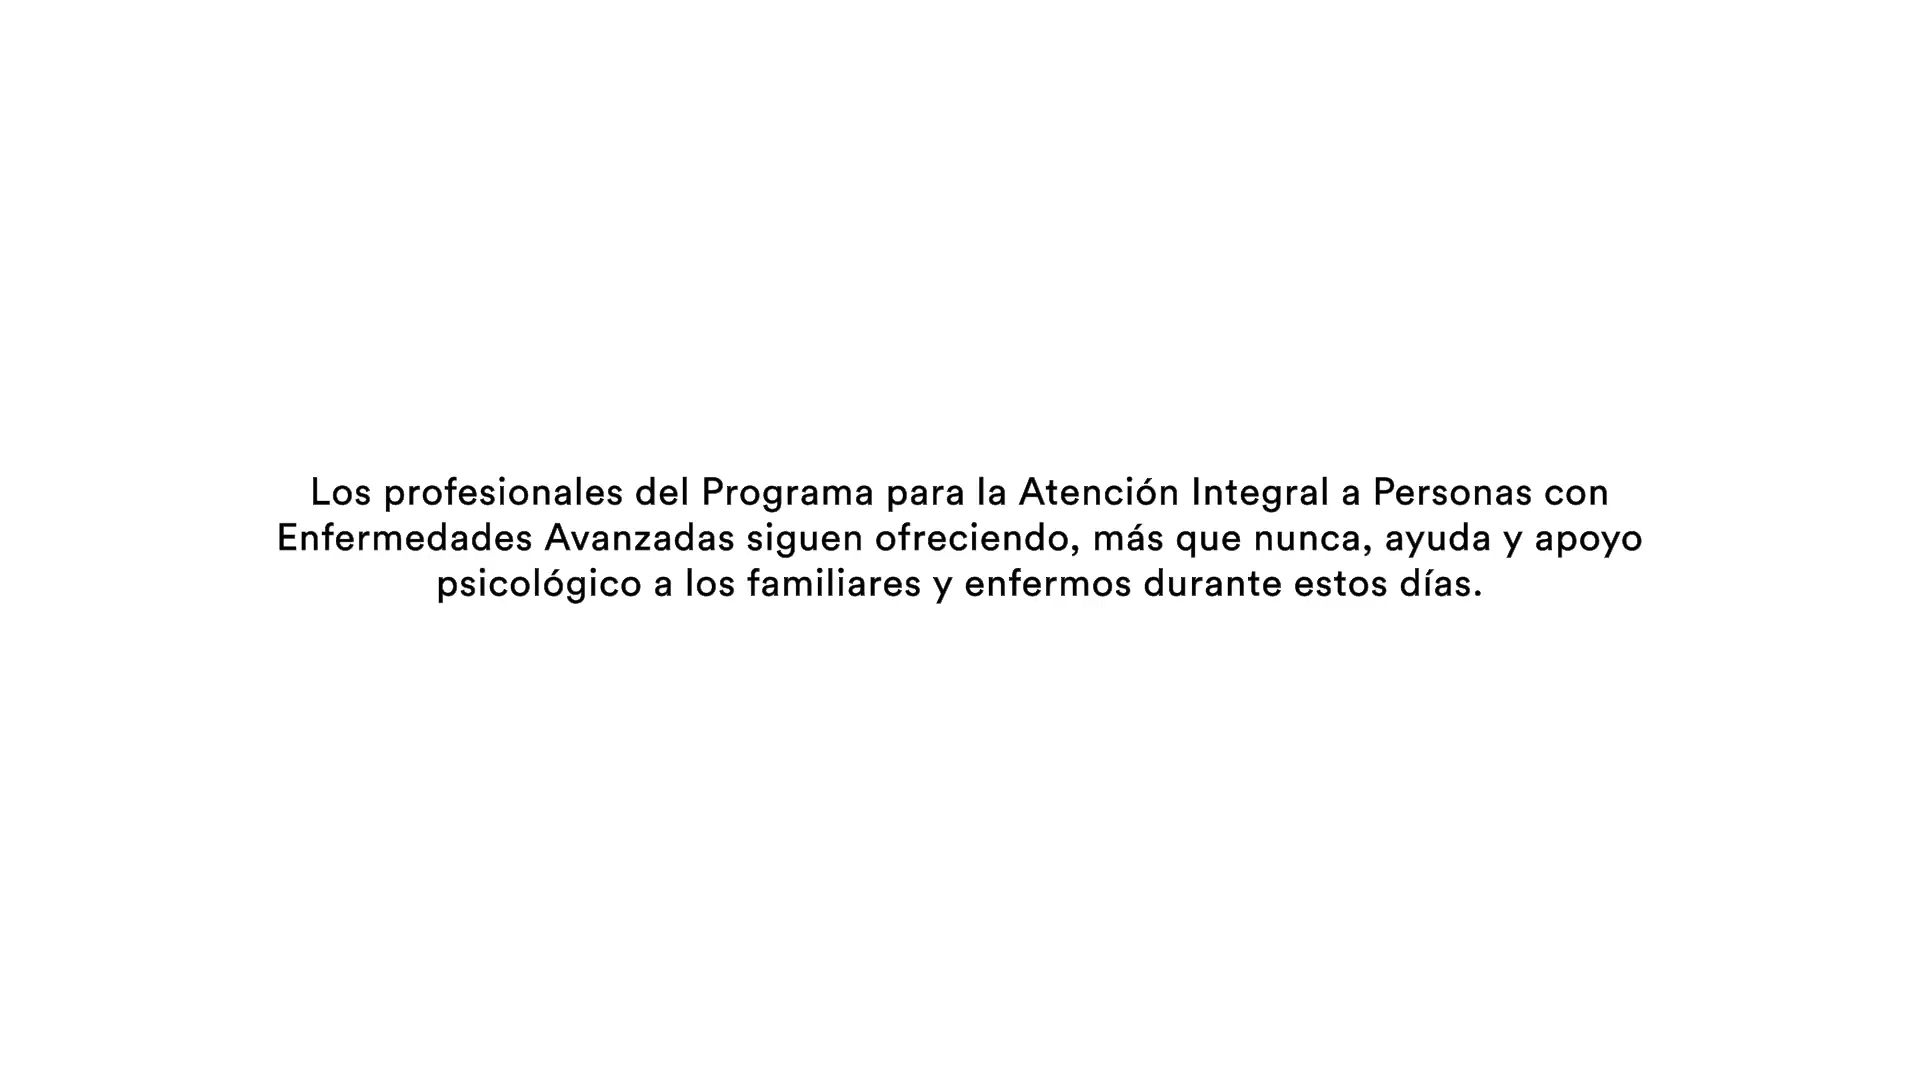 Los profesionales del Programa para la Atención Integral a Personas con
Enfermedades Avanzadas siguen ofreciendo, más que nunca, ayuda y apoyo
psicológico a los familiares y enfermos durante estos días.